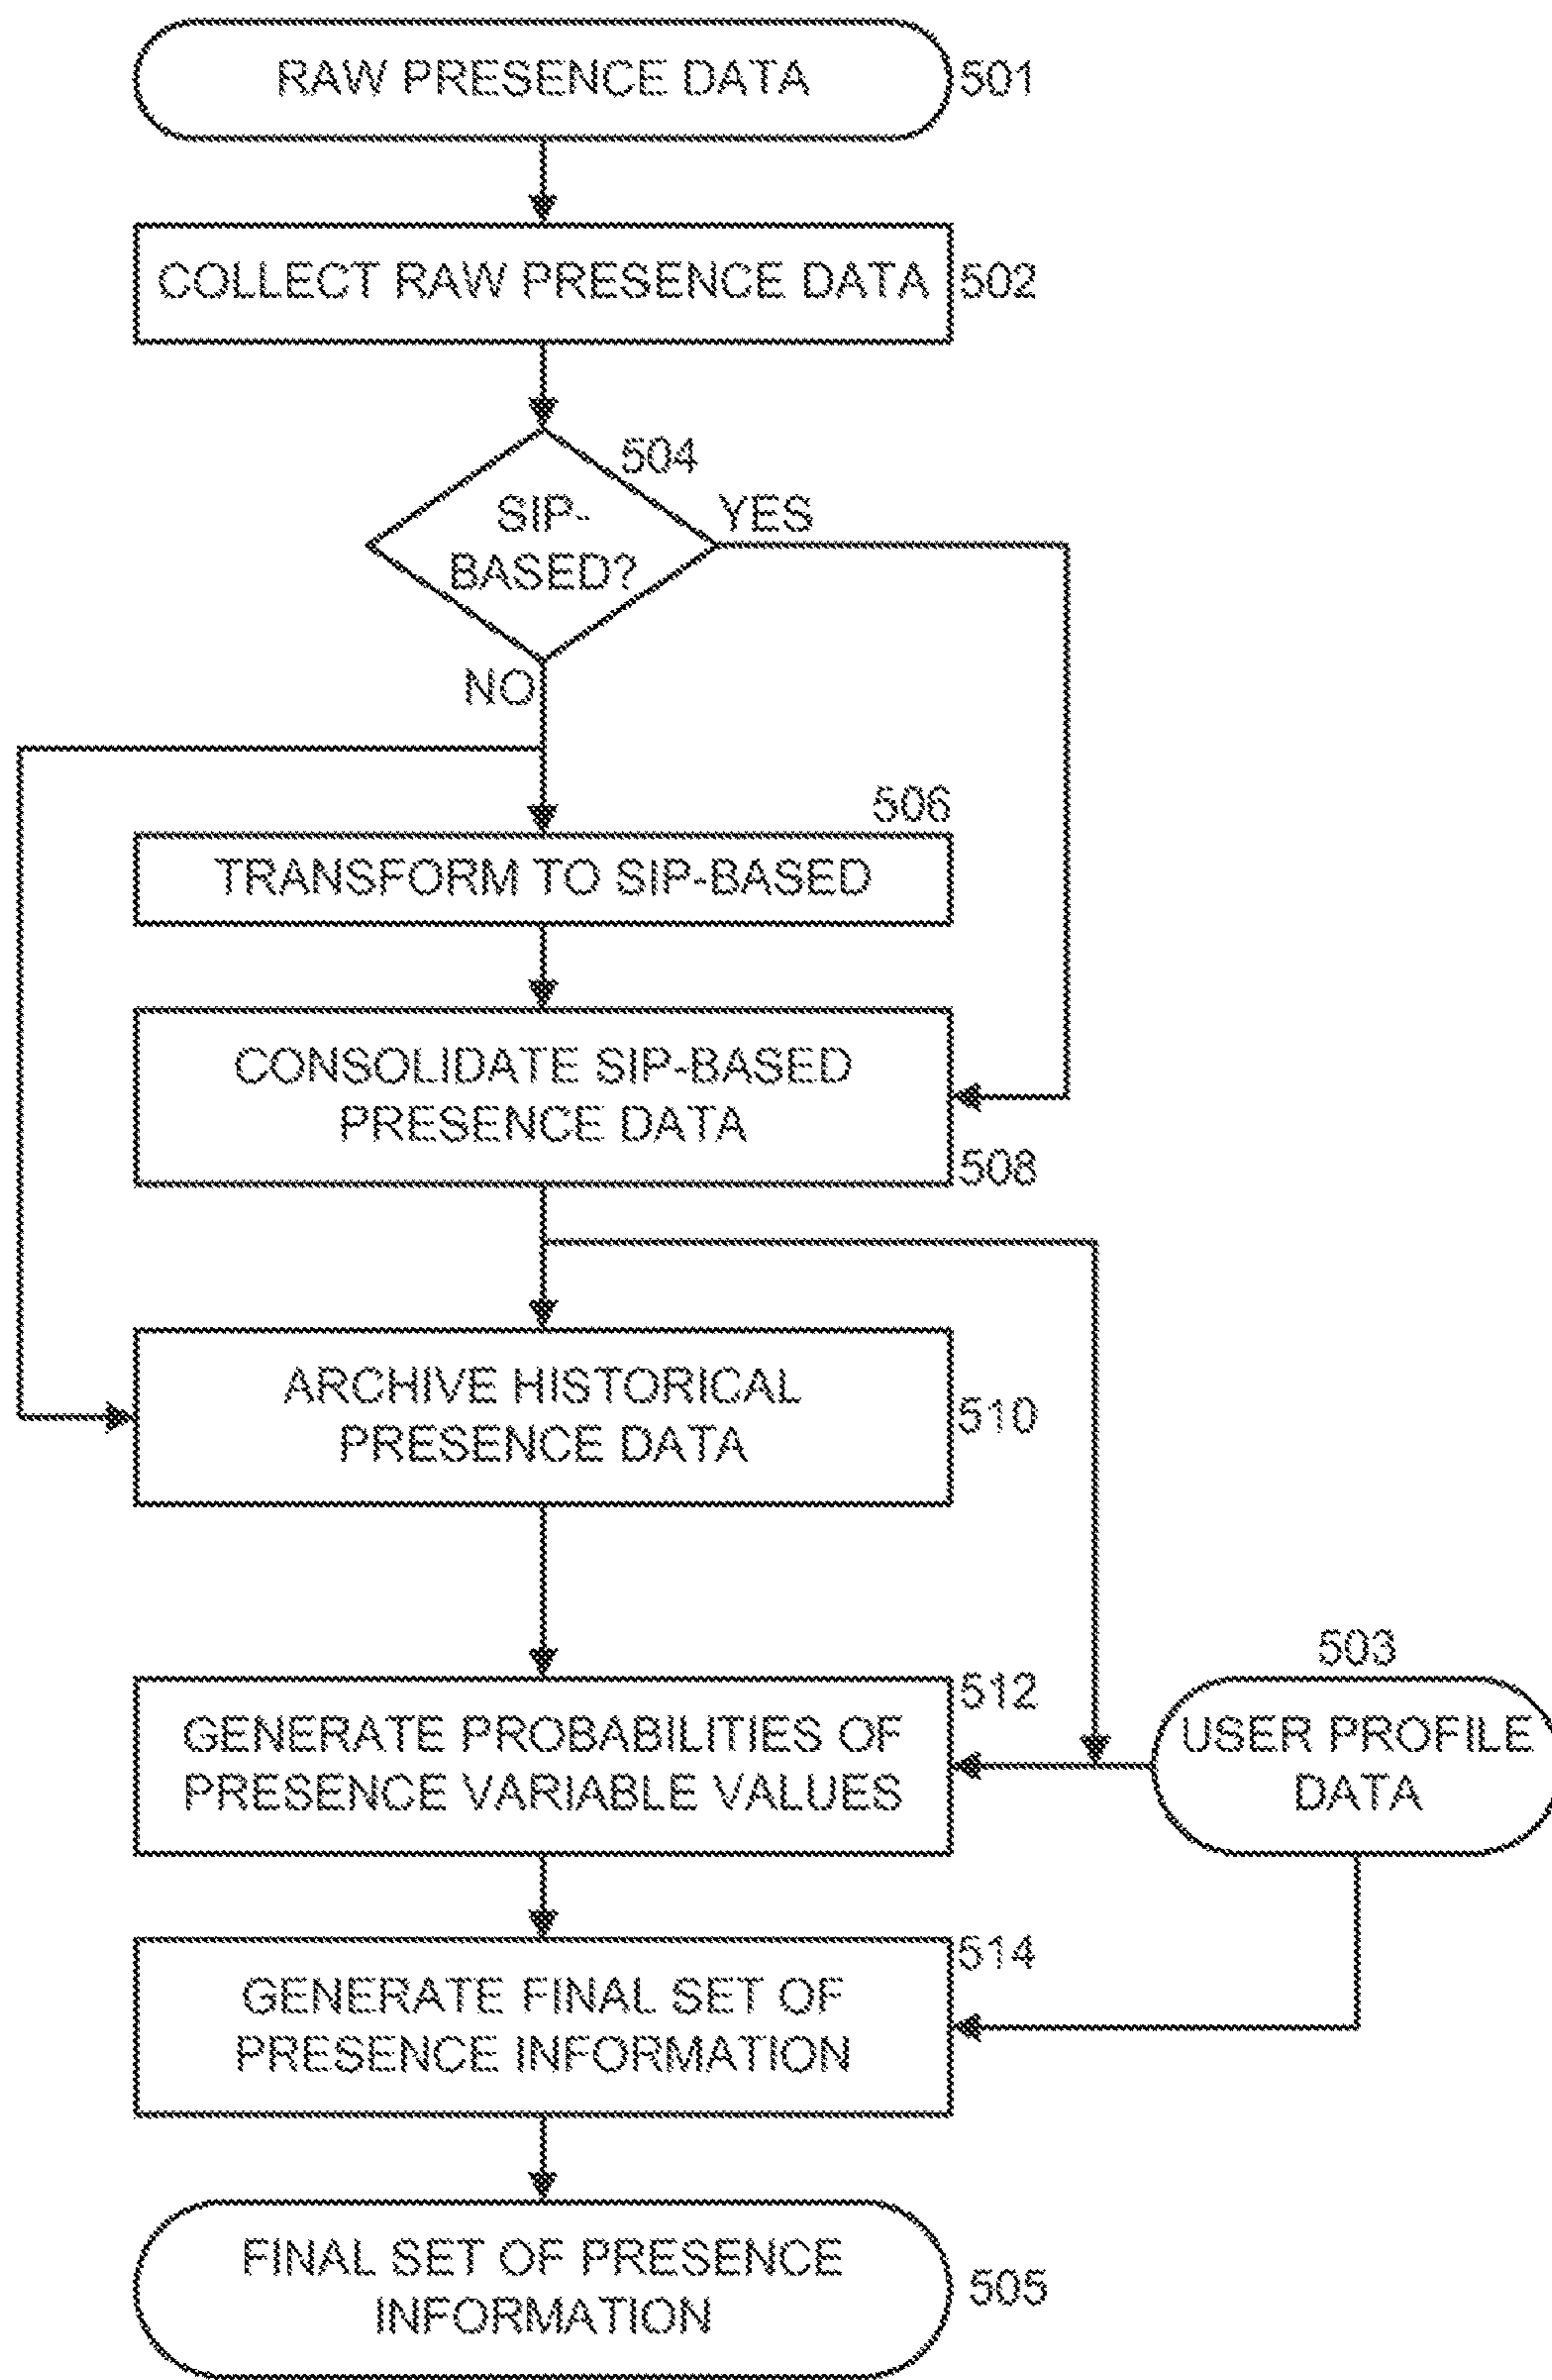 RAW PRESENCE DATA
501
COLLECT RAW PRESENCE DATA
502
504
SIP-
BASED?
YES
NO
506
TRANSFORM TO SIP-BASED
CONSOLIDATE SIP-BASED
PRESENCE DATA
508
ARCHIVE HISTORICAL
PRESENCE DATA
510
512
GENERATE PROBABILITIES OF
PRESENCE VARIABLE VALUES
503
USER PROFILE
DATA
514
GENERATE FINAL SET OF
PRESENCE INFORMATION
FINAL SET OF PRESENCE
INFORMATION
505